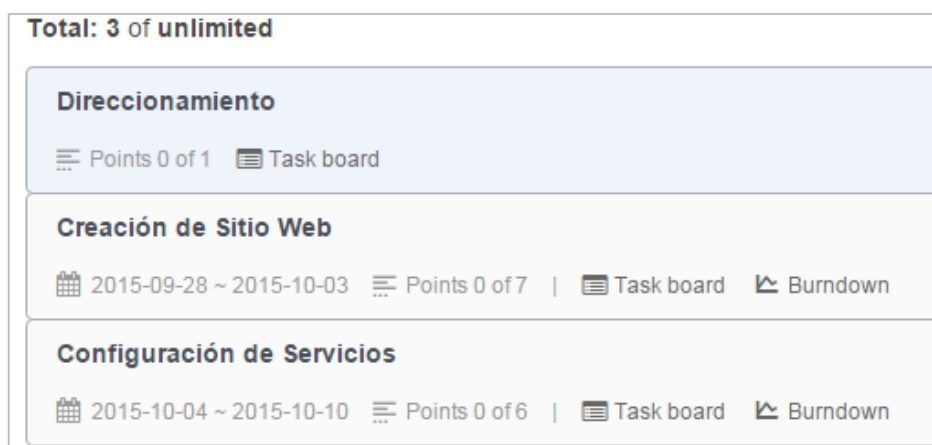 Total: 3 of unlimited
Direccionamiento
Points 0 of 1 Task board
Creación de Sitio Web
2015-09-28 ~ 2015-10-03 Points 0 of 7 | Task board Burndown
Configuración de Servicios
2015-10-04 ~ 2015-10-10 Points 0 of 6 | Task board Burndown